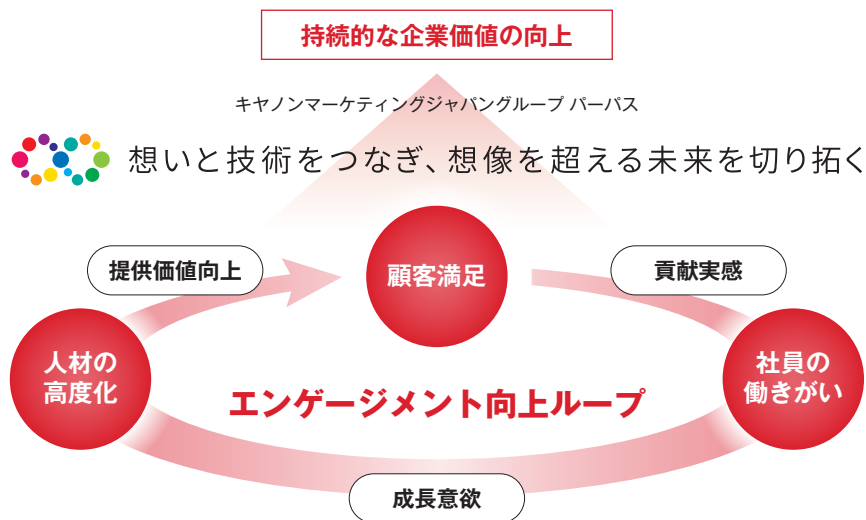 持続的な企業価値の向上
キヤノンマーケティングジャパングループ パーパス
想いと技術をつなぎ、想像を超える未来を切り拓く
提供価値向上
顧客満足
貢献実感
人材の
高度化
エンゲージメント向上ループ
社員の
働きがい
成長意欲